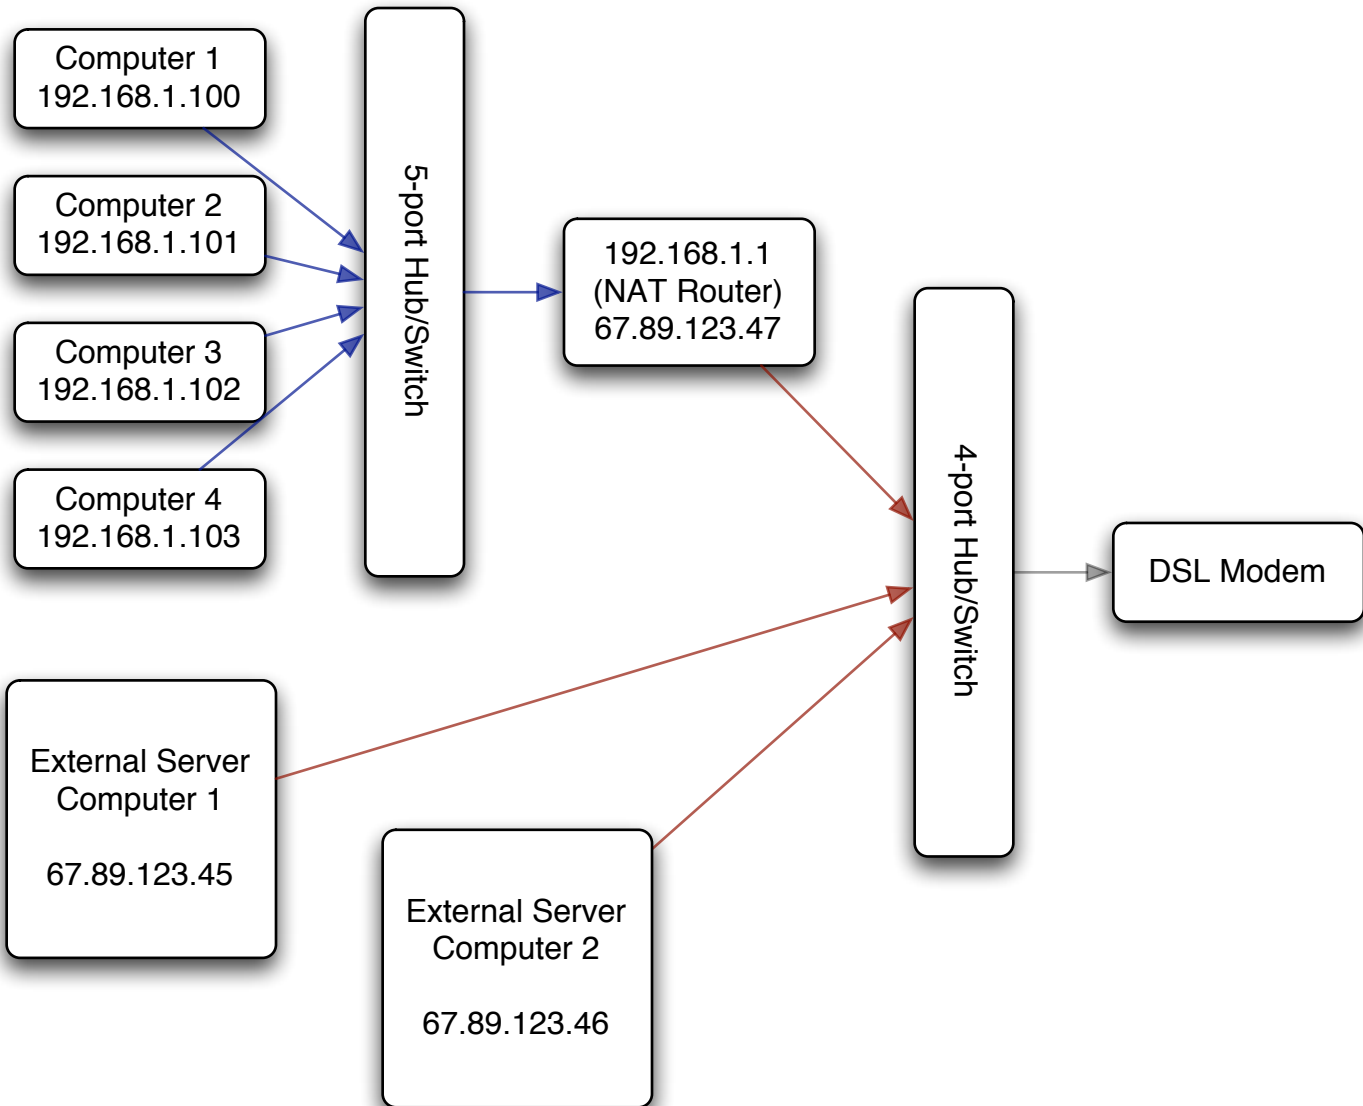 Computer 1
192.168.1.100
Computer 2
192.168.1.101
Computer 3
192.168.1.102
Computer 4
192.168.1.103
5-port Hub/Switch
192.168.1.1
(NAT Router)
67.89.123.47
4-port Hub/Switch
DSL Modem
External Server
Computer 1
67.89.123.45
External Server
Computer 2
67.89.123.46